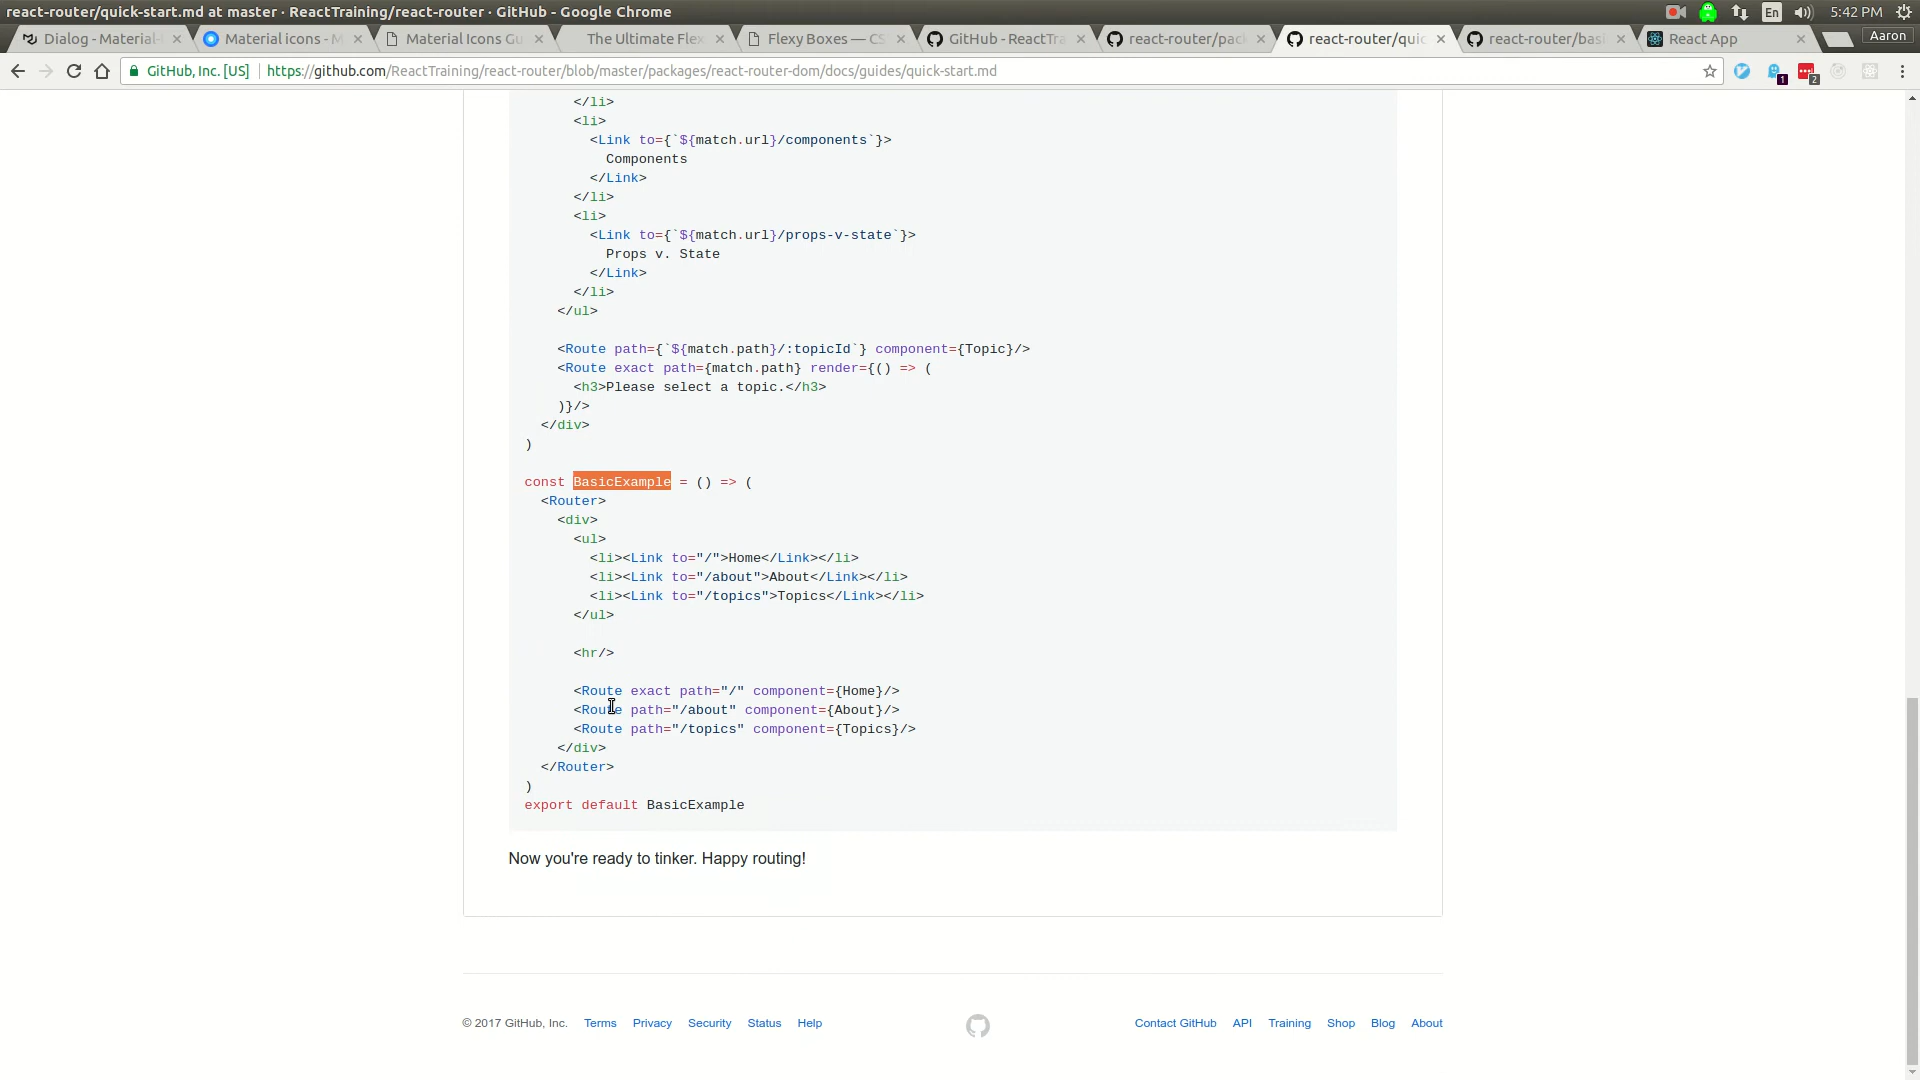 react-router/quick-start.md at master · ReactTraining/react-router · GitHub - Google Chrome
En
5:42 PM
Dialog - Material-
Material icons - M
Material Icons Gu
The Ultimate Flex
Flexy Boxes — CS
GitHub - ReactTra
react-router/pack
react-router/quic
react-router/basi
React App
Aaron
GitHub, Inc. [US]
https://github.com/ReactTraining/react-router/blob/master/packages/react-router-dom/docs/guides/quick-start.md
1
2
</li>
<li>
<Link to={`${match.url}/components`}>
Components
</Link>
</li>
<li>
<Link to={`${match.url}/props-v-state`}>
Props v. State
</Link>
</li>
</ul>
<Route path={`${match.path}/:topicId`} component={Topic}/>
<Route exact path={match.path} render={() => (
<h3>Please select a topic.</h3>
)}/>
</div>
)
const BasicExample = () => (
<Router>
<div>
<ul>
<li><Link to="/">Home</Link></li>
<li><Link to="/about">About</Link></li>
<li><Link to="/topics">Topics</Link></li>
</ul>
<hr/>
<Route exact path="/" component={Home}/>
<Route path="/about" component={About}/>
<Route path="/topics" component={Topics}/>
</div>
</Router>
)
export default BasicExample
Now you're ready to tinker. Happy routing!
© 2017 GitHub, Inc. Terms Privacy Security Status Help
Contact GitHub API Training Shop Blog About